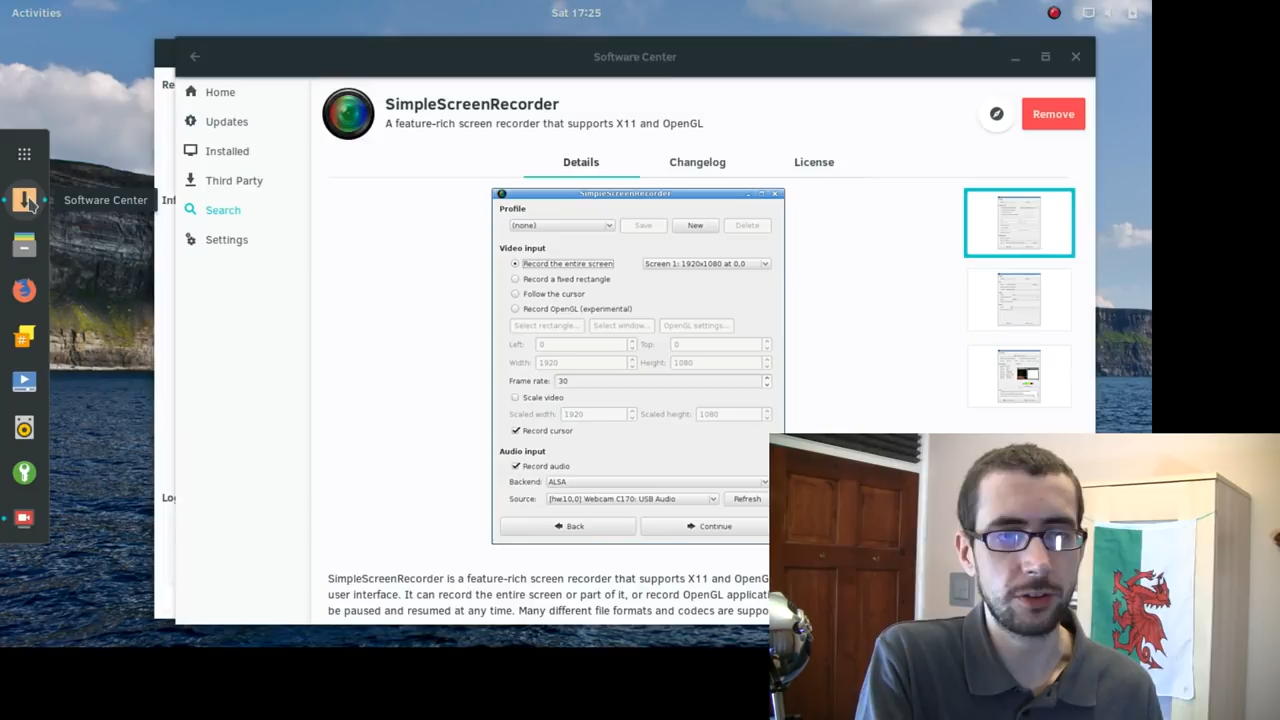 Activities
Sat 17:25
Software Center
Re
Home
Updates
Installed
Third Party
Search
Settings
Software Center
SimpleScreenRecorder
A feature-rich screen recorder that supports X11 and OpenGL
Remove
Details
Changelog
License
SimpleScreenRecorder
Profile
(none)
Save
New
Delete
Video input
Record the entire screen
Screen 1: 1920x1080 at 0,0
Record a fixed rectangle
Follow the cursor
Record OpenGL (experimental)
Select rectangle...
Select window...
OpenGL settings...
Left: 0
Top: 0
Width: 1920
Height: 1080
Frame rate: 30
Scale video
Scaled width: 1920
Scaled height: 1080
Record cursor
Audio input
Record audio
Backend: ALSA
Source: [hw:10,0] Webcam C170: USB Audio
Refresh
Back
Continue
Inf
Lo
SimpleScreenRecorder is a feature-rich screen recorder that supports X11 and OpenG
user interface. It can record the entire screen or part of it, or record OpenGL applicati
be paused and resumed at any time. Many different file formats and codecs are suppo